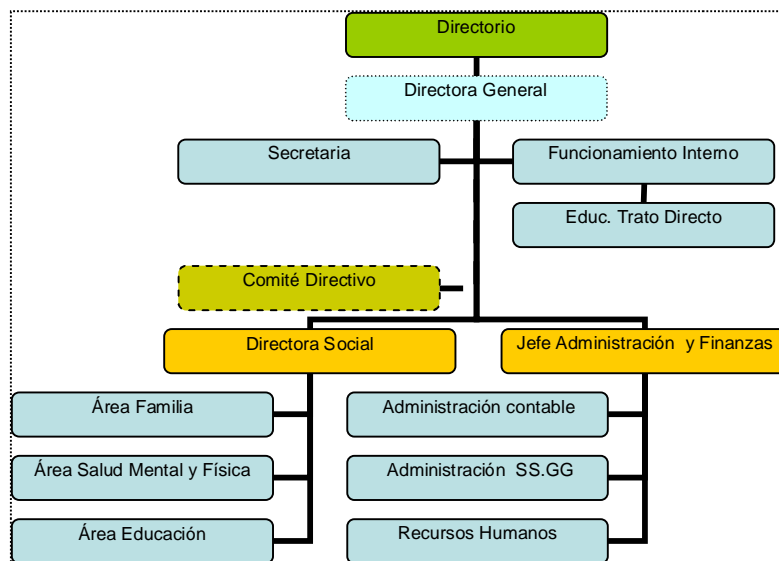 Directorio
Directora General
Secretaria
Funcionamiento Interno
Educ. Trato Directo
Comité Directivo
Directora Social
Jefe Administración y Finanzas
Área Familia
Administración contable
Área Salud Mental y Física
Administración SS.GG
Área Educación
Recursos Humanos